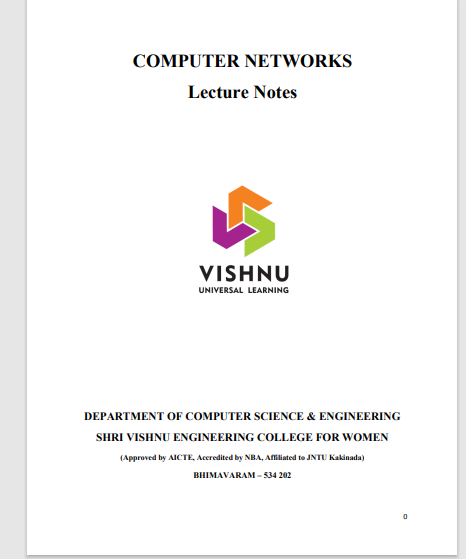 COMPUTER NETWORKS
Lecture Notes
VISHNU
UNIVERSAL LEARNING
DEPARTMENT OF COMPUTER SCIENCE & ENGINEERING
SHRI VISHNU ENGINEERING COLLEGE FOR WOMEN
(Approved by AICTE, Accredited by NBA, Affiliated to JNTU Kakinada)
BHIMAVARAM – 534 202
0